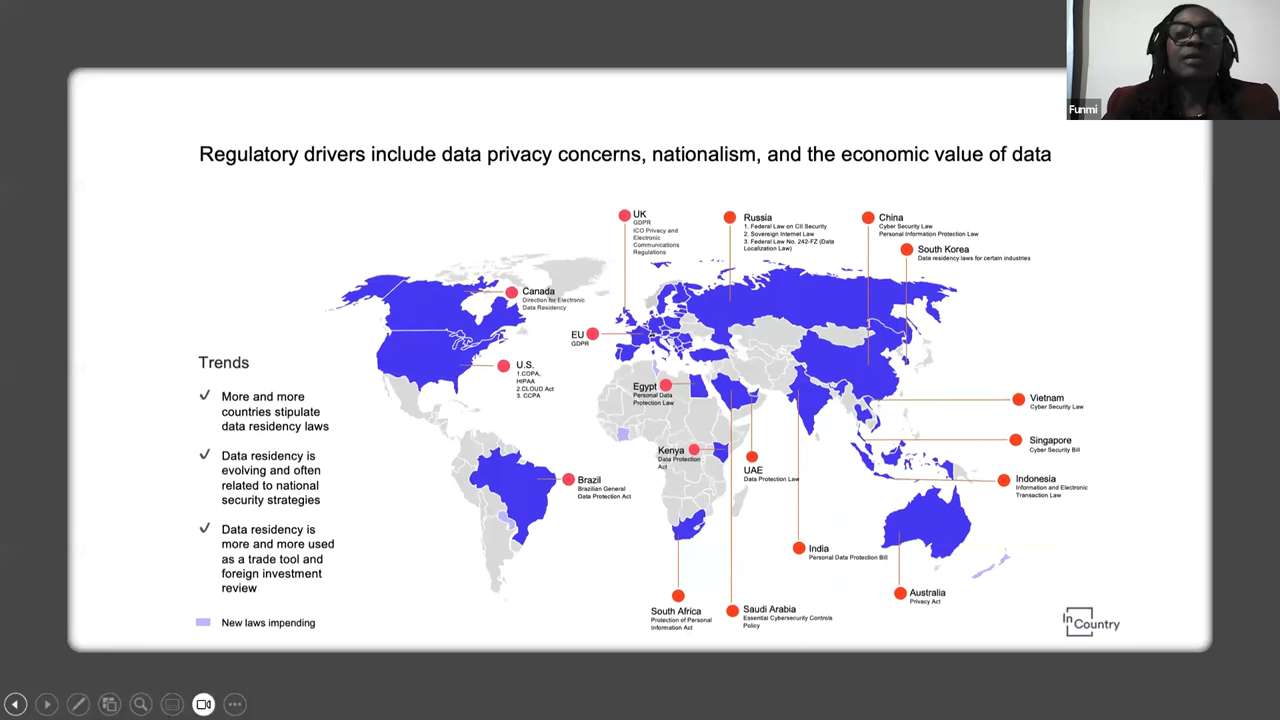 Funmi
Regulatory drivers include data privacy concerns, nationalism, and the economic value of data
UK
GDPR
ICO Privacy and
Electronic
Communications
Regulations
Russia
1. Federal Law on CII Security
2. Sovereign Internet Law
3. Federal Law No. 242-FZ (Data
Localization Law)
China
Cyber Security Law
Personal Information Protection Law
South Korea
Data residency laws for certain industries
Canada
Direction for Electronic
Data Residency
EU
GDPR
U.S.
1.COPA,
HIPAA
2.CLOUD Act
3. CCPA
Egypt
Personal Data
Protection Law
Vietnam
Cyber Security Law
Singapore
Cyber Security Bill
Kenya
Data Protection
Act
UAE
Data Protection Law
Indonesia
Information and Electronic
Transaction Law
Brazil
Brazilian General
Data Protection Act
India
Personal Data Protection Bill
Australia
Privacy Act
South Africa
Protection of Personal
Information Act
Saudi Arabia
Essential Cybersecurity Controls
Policy
Trends
More and more
countries stipulate
data residency laws
Data residency is
evolving and often
related to national
security strategies
Data residency is
more and more used
as a trade tool and
foreign investment
review
New laws impending
In
Country